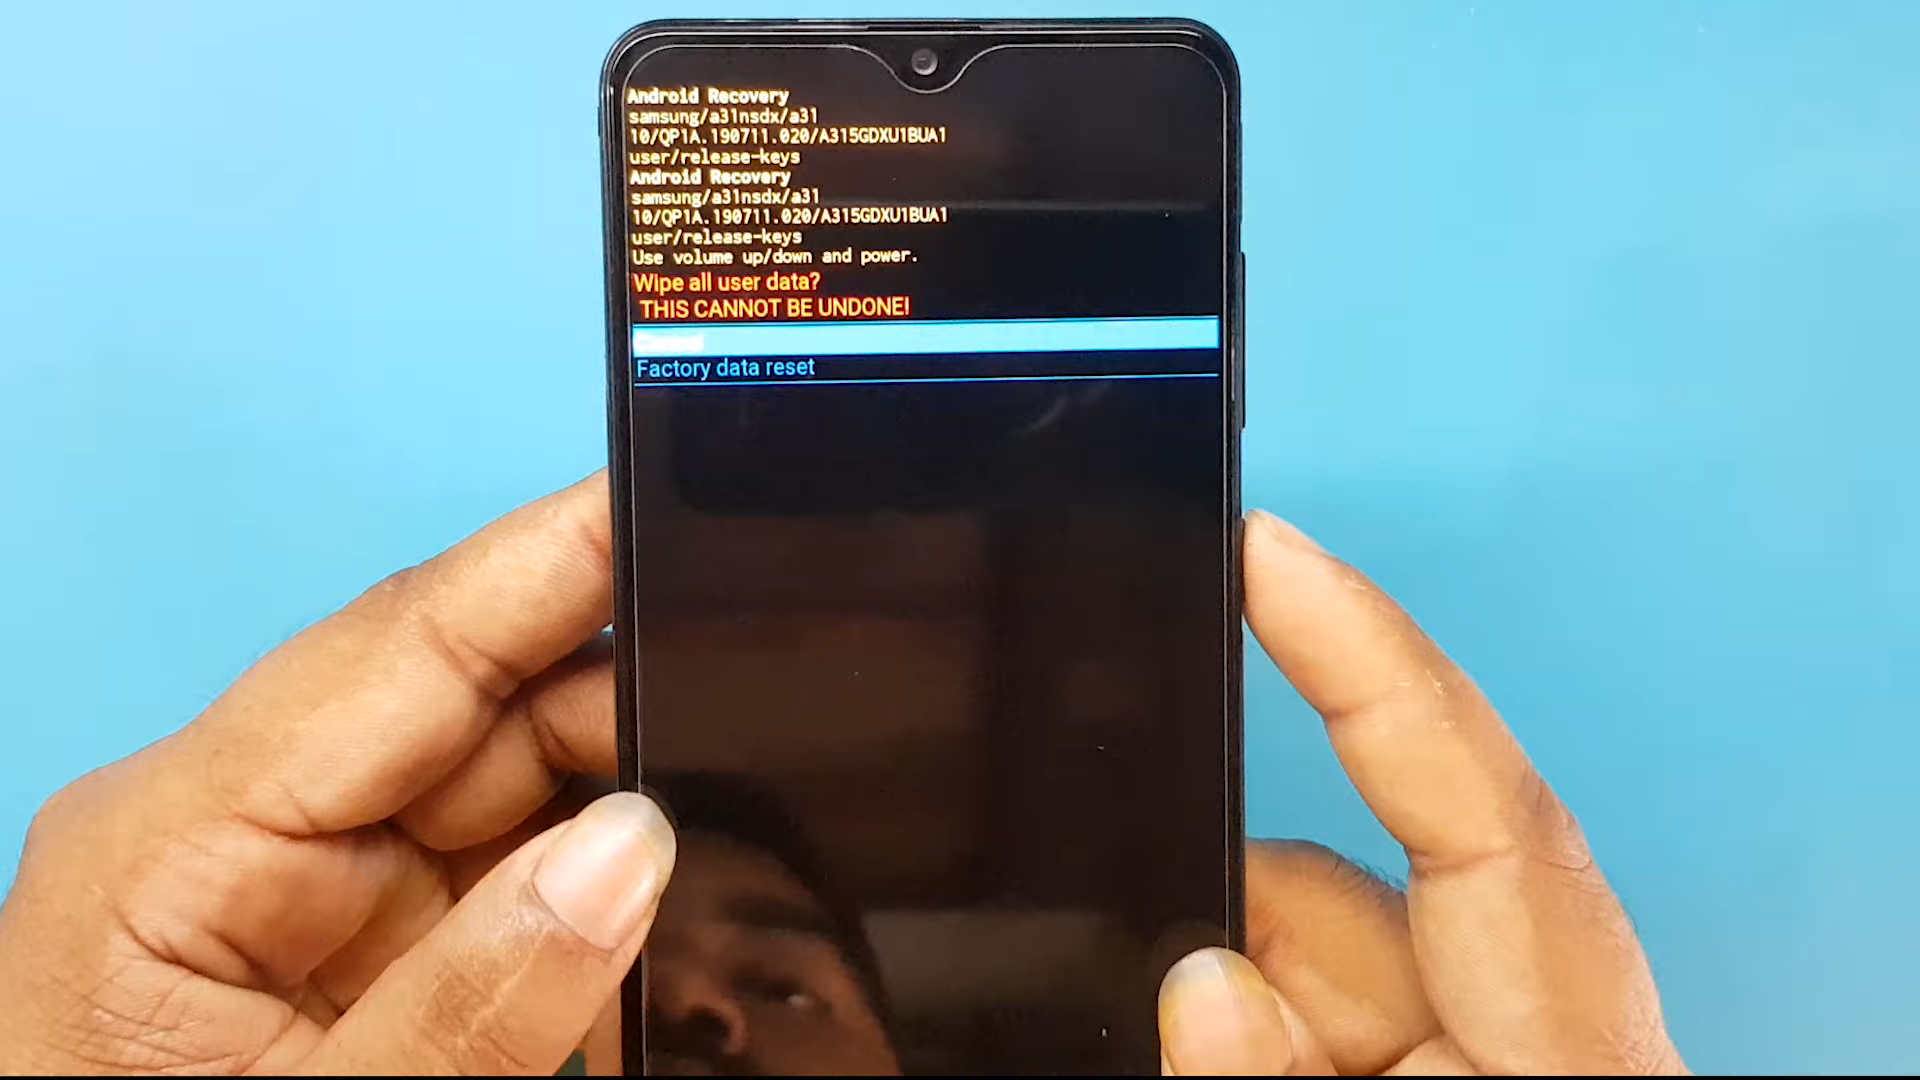 Android Recovery
samsung/a31nsdx/a31
10/QP1A.190711.020/A315GDXU1BUA1
user/release-keys
Android Recovery
samsung/a31nsdx/a31
10/QP1A.190711.020/A315GDXU1BUA1
user/release-keys
Use volume up/down and power.
Wipe all user data?
THIS CANNOT BE UNDONE!
Cancel
Factory data reset